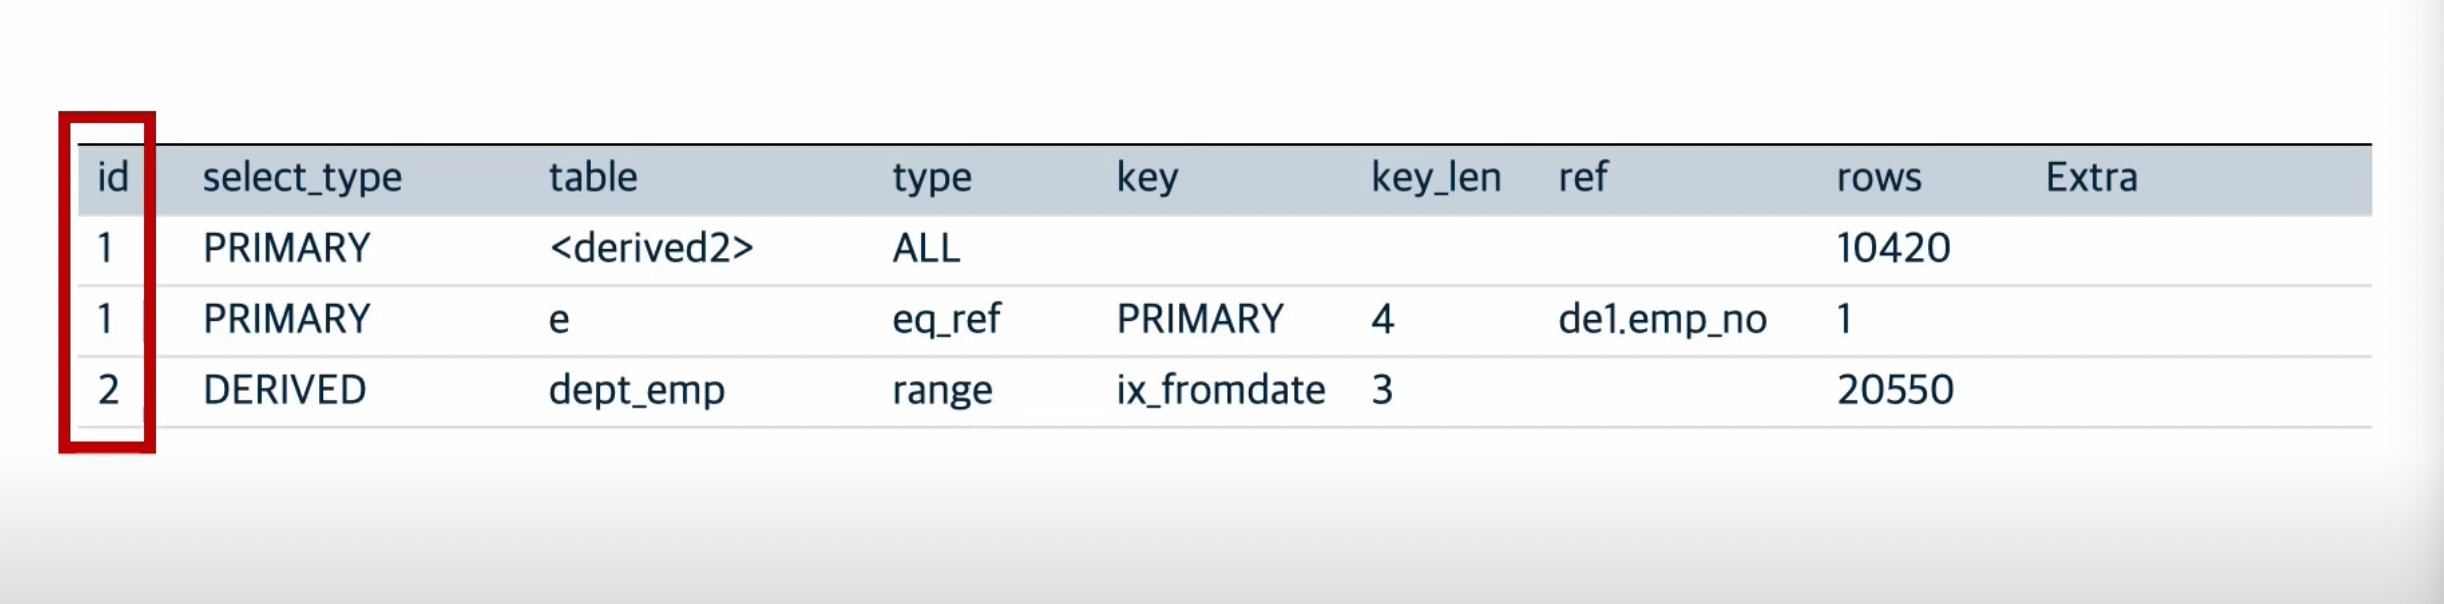 id select_type table type key key_len ref rows Extra
1 PRIMARY <derived2> ALL 10420
1 PRIMARY e eq_ref PRIMARY 4 de1.emp_no 1
2 DERIVED dept_emp range ix_fromdate 3 20550